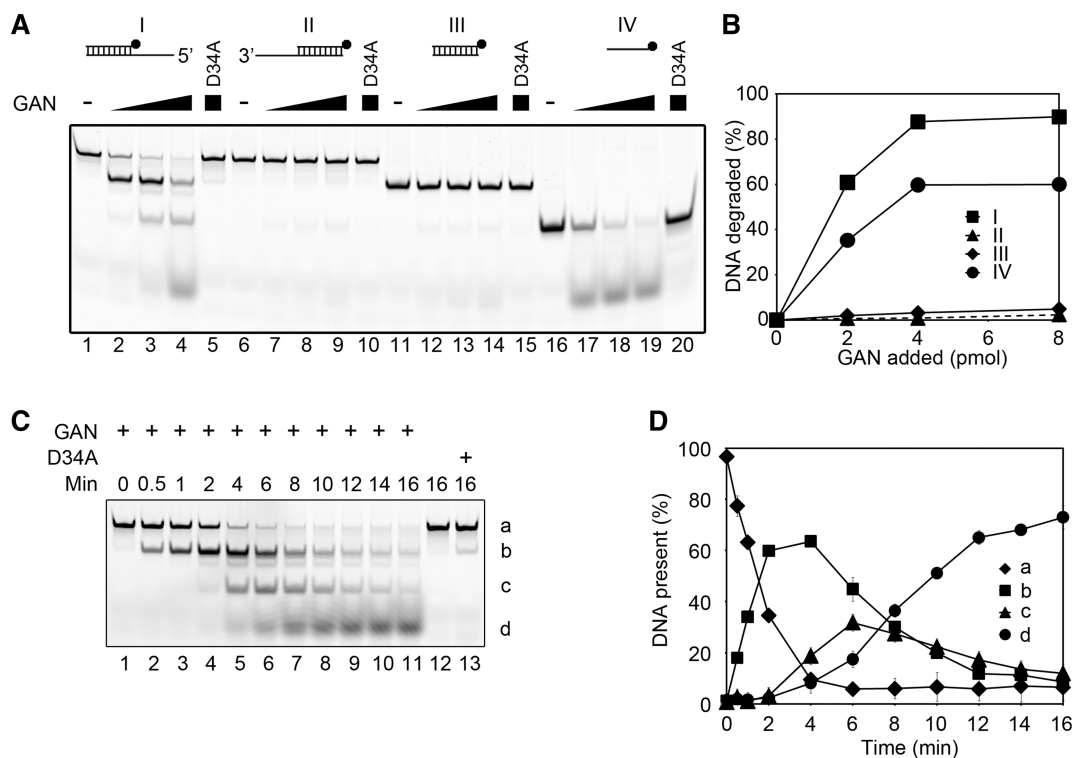 A
I II III IV
5’ 3’
D34A D34A D34A D34A
GAN - - - -
1 2 3 4 5 6 7 8 9 10 11 12 13 14 15 16 17 18 19 20
B
DNA degraded (%)
100
80
60
40
20
0
I
II
III
IV
0 2 4 6 8
GAN added (pmol)
C
GAN + + + + + + + + + + +
D34A +
Min 0 0.5 1 2 4 6 8 10 12 14 16 16 16
a
b
c
d
1 2 3 4 5 6 7 8 9 10 11 12 13
D
DNA present (%)
100
80
60
40
20
0
a
b
c
d
0 2 4 6 8 10 12 14 16
Time (min)